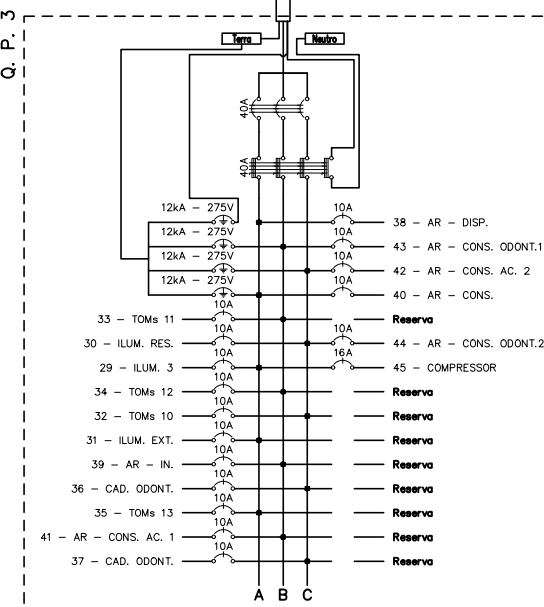 Q. P. 3
Terra
Neutro
40A
40A
12kA - 275V
10A
38 - AR - DISP.
12kA - 275V
10A
43 - AR - CONS. ODONT.1
12kA - 275V
10A
42 - AR - CONS. AC. 2
12kA - 275V
10A
40 - AR - CONS.
10A
33 - TOMs 11
Reserva
10A
10A
30 - ILUM. RES.
44 - AR - CONS. ODONT.2
10A
16A
29 - ILUM. 3
45 - COMPRESSOR
10A
34 - TOMs 12
Reserva
10A
32 - TOMs 10
Reserva
10A
31 - ILUM. EXT.
Reserva
10A
39 - AR - IN.
Reserva
10A
36 - CAD. ODONT.
Reserva
10A
35 - TOMs 13
Reserva
10A
41 - AR - CONS. AC. 1
Reserva
10A
37 - CAD. ODONT.
Reserva
A B C